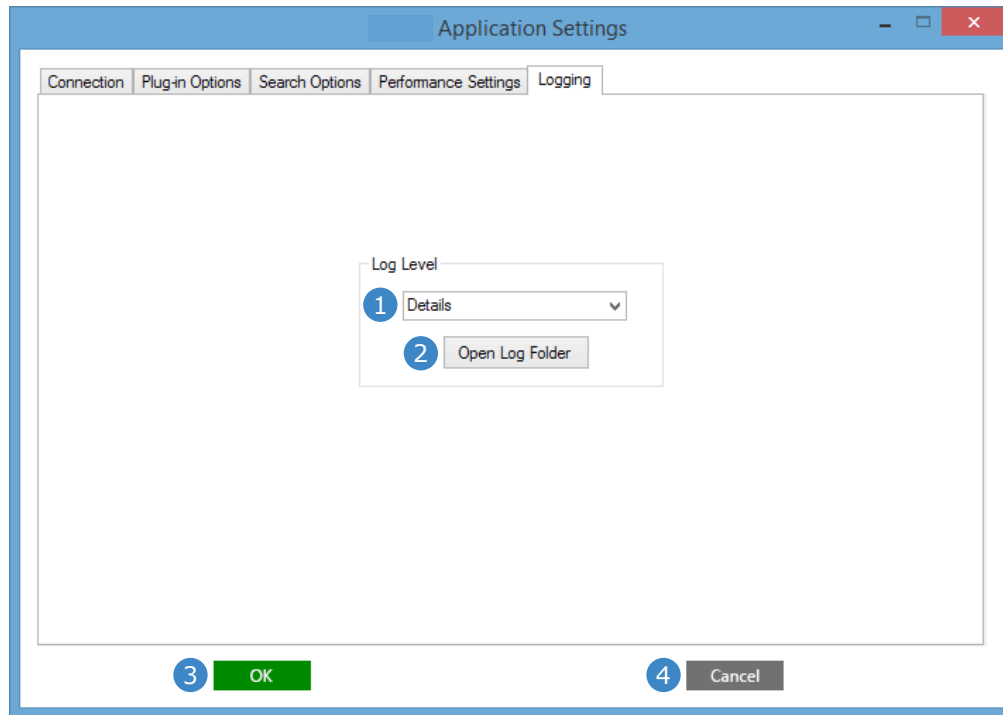 Application Settings
Connection Plug-in Options Search Options Performance Settings Logging
Log Level
1 Details
2 Open Log Folder
3 OK 4 Cancel